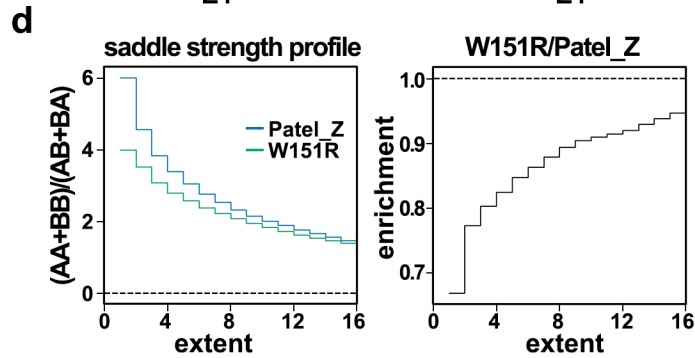 d
saddle strength profile
(AA+BB)/(AB+BA)
6
4
2
0
Patel_Z
W151R
0 4 8 12 16
extent
W151R/Patel_Z
enrichment
1.0
0.9
0.8
0.7
0 4 8 12 16
extent